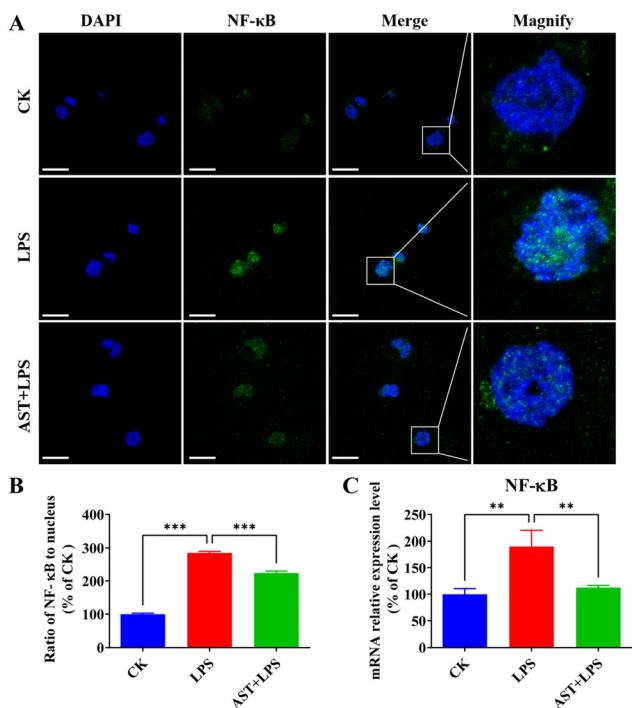 A
DAPI NF-κB Merge Magnify
CK
LPS
AST+LPS
B
Ratio of NF- κB to nucleus
(% of CK )
400
300
200
100
0
*** ***
CK LPS AST+LPS
C
NF-κB
mRNA relative expression level
(% of CK )
250
200
150
100
50
0
** **
CK LPS AST+LPS